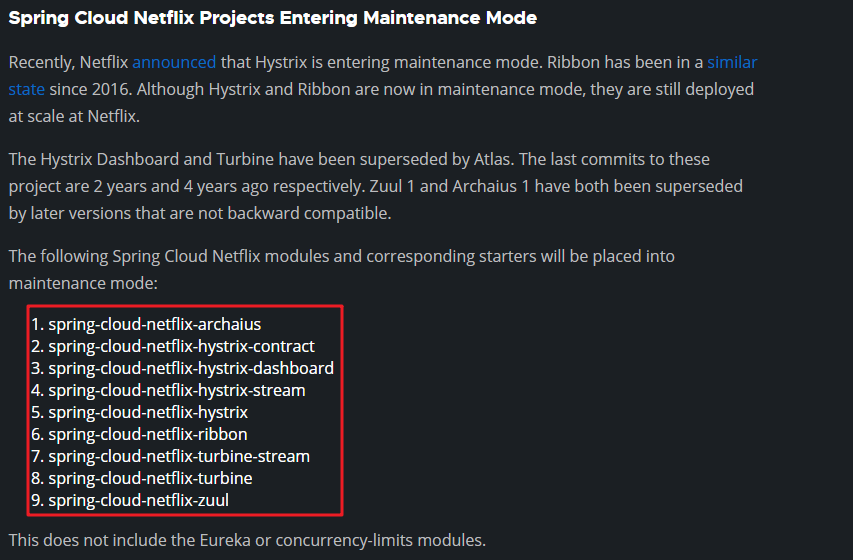 Spring Cloud Netflix Projects Entering Maintenance Mode
Recently, Netflix announced that Hystrix is entering maintenance mode. Ribbon has been in a similar
state since 2016. Although Hystrix and Ribbon are now in maintenance mode, they are still deployed
at scale at Netflix.
The Hystrix Dashboard and Turbine have been superseded by Atlas. The last commits to these
project are 2 years and 4 years ago respectively. Zuul 1 and Archaius 1 have both been superseded
by later versions that are not backward compatible.
The following Spring Cloud Netflix modules and corresponding starters will be placed into
maintenance mode:
1. spring-cloud-netflix-archaius
2. spring-cloud-netflix-hystrix-contract
3. spring-cloud-netflix-hystrix-dashboard
4. spring-cloud-netflix-hystrix-stream
5. spring-cloud-netflix-hystrix
6. spring-cloud-netflix-ribbon
7. spring-cloud-netflix-turbine-stream
8. spring-cloud-netflix-turbine
9. spring-cloud-netflix-zuul
This does not include the Eureka or concurrency-limits modules.